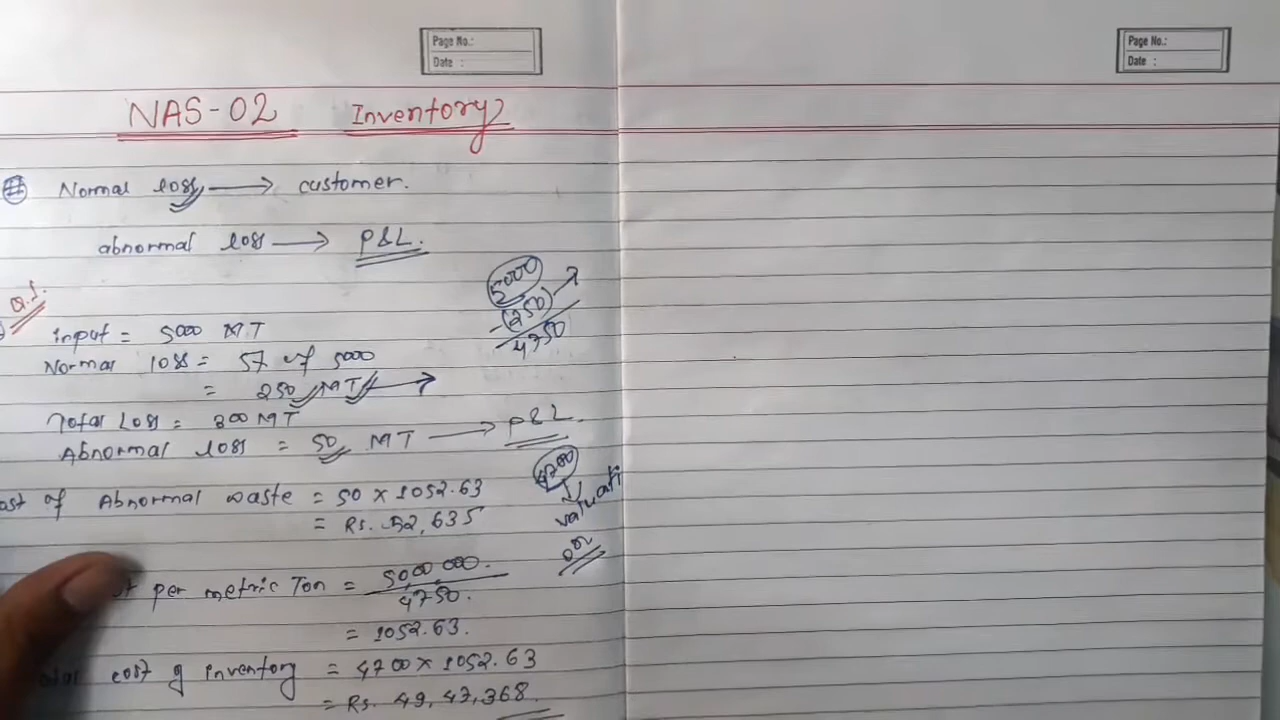 Page No.:
Date :
Page No.:
Date :
NAS-02 Inventory
# Normal loss → customer.
abnormal loss → P&L.
Q.1.
5000
(250)
4750
input = 5000 MT
Normal loss = 5% of 5000
= 250 MT →
Total Loss = 300 MT
Abnormal loss = 50 MT → P&L.
4700
ost of Abnormal waste = 50 x 1052.63
= Rs. 52,635
per metric Ton = 5000 000.
4750.
= 1052.63.
cost of inventory = 4700 x 1052.63
= Rs. 49,47,368